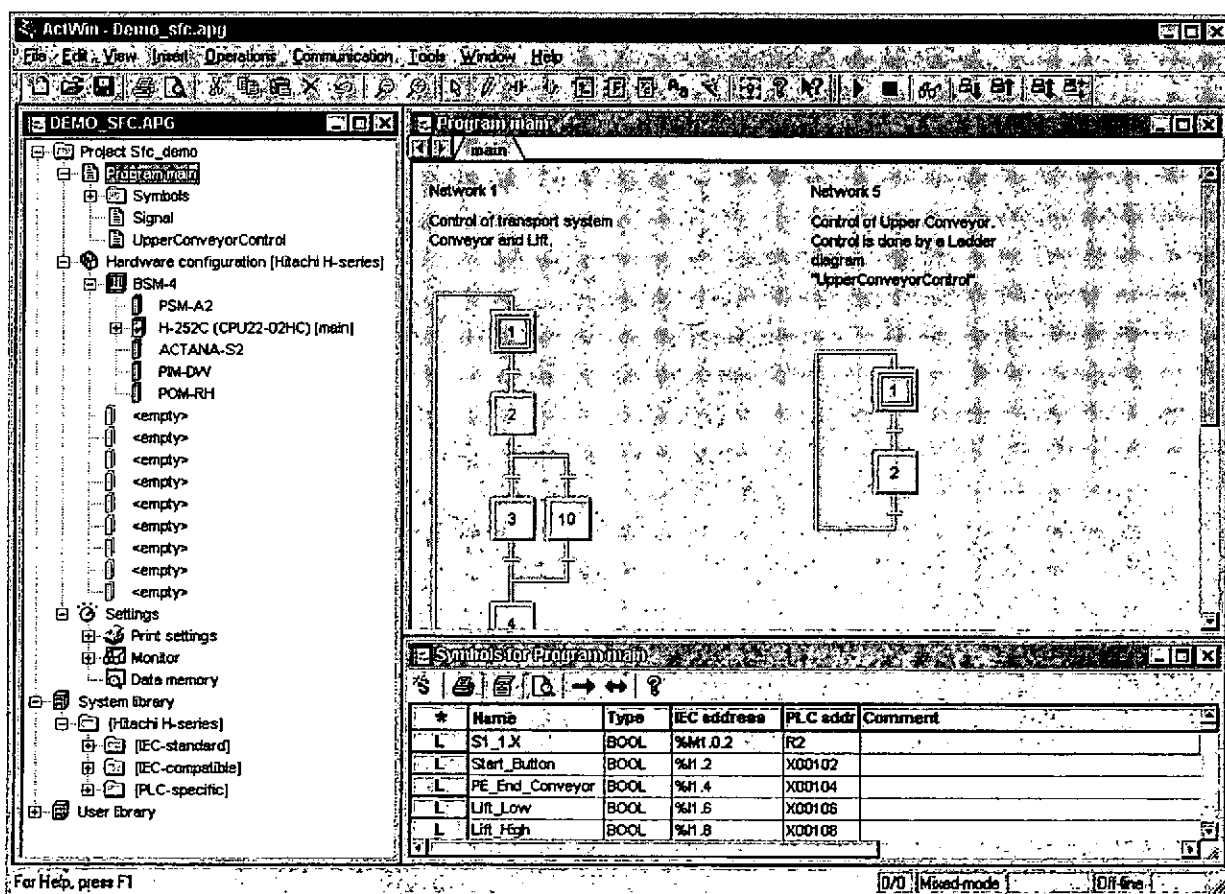 ActWin - Demo_sfc.apg
File Edit View Insert Operations Communication Tools Window Help
DEMO_SFC.APG
Project Sfc_demo
Program main
Symbols
Signal
UpperConveyorControl
Hardware configuration [Hitachi H-series]
BSM-4
PSM-A2
H-252C (CPU22-02HC) [main]
ACTANA-S2
PIM-DW
POM-RH
<empty>
<empty>
<empty>
<empty>
<empty>
<empty>
<empty>
<empty>
<empty>
Settings
Print settings
Monitor
Data memory
System library
[Hitachi H-series]
[IEC-standard]
[IEC-compatible]
[PLC-specific]
User library
Program main
main
Network 1
Control of transport system
Conveyor and Lift.
1
2
3 10
4
Network 5
Control of Upper Conveyor.
Control is done by a Ladder
diagram
"UpperConveyorControl"
1
2
Symbols for Program main
* Name Type IEC address PLC addr Comment
L S1_1.X BOOL %M1.0.2 R2
L Start_Button BOOL %I1.2 X00102
L PE_End_Conveyor BOOL %I1.4 X00104
L Lift_Low BOOL %I1.6 X00106
L Lift_High BOOL %I1.8 X00108
For Help, press F1
0/0 Mixed-mode Off-line